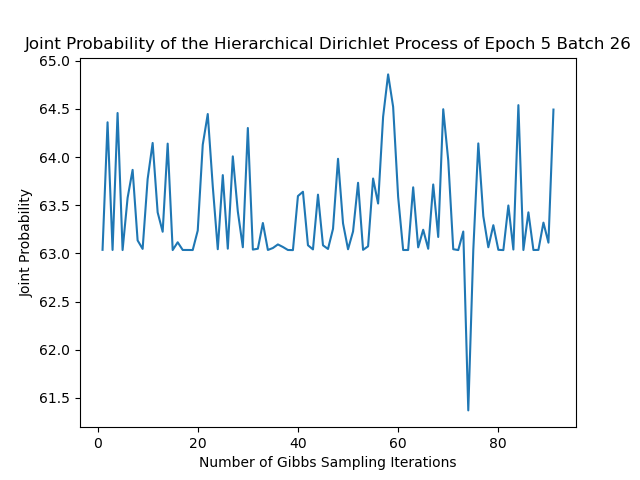 Joint Probability of the Hierarchical Dirichlet Process of Epoch 5 Batch 26
65.0
64.5
64.0
63.5
63.0
62.5
62.0
61.5
Joint Probability
0 20 40 60 80
Number of Gibbs Sampling Iterations